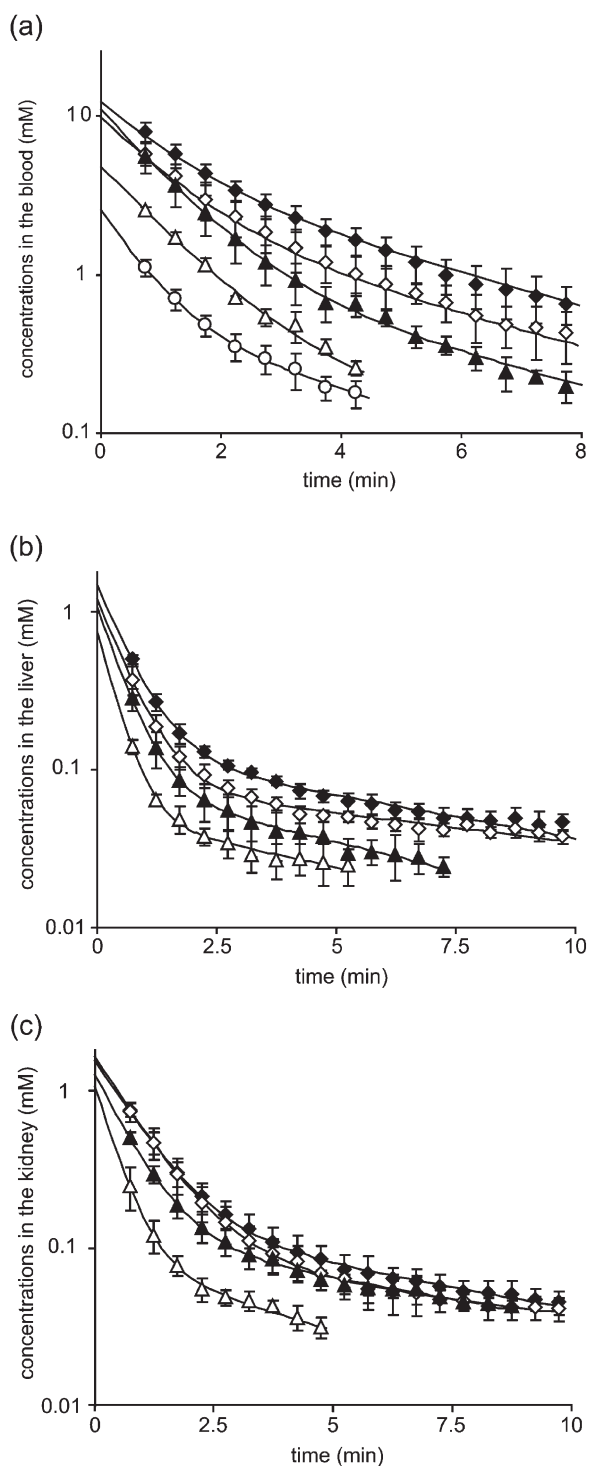 (a)
concentrations in the blood (mM)
10
1
0.1
0 2 4 6 8
time (min)
(b)
concentrations in the liver (mM)
1
0.1
0.01
0 2.5 5 7.5 10
time (min)
(c)
concentrations in the kidney (mM)
1
0.1
0.01
0 2.5 5 7.5 10
time (min)